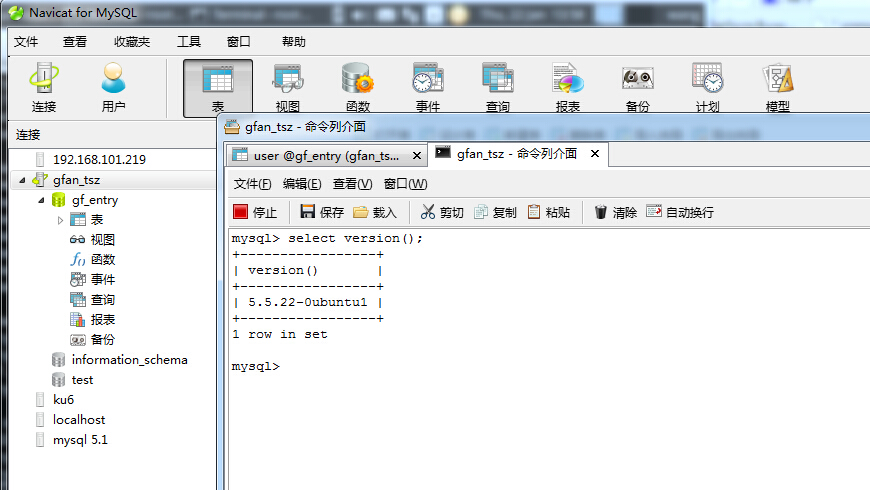 Navicat for MySQL
文件 查看 收藏夹 工具 窗口 帮助
连接 用户 表 视图 函数 事件 查询 报表 备份 计划 模型
连接
192.168.101.219
gfan_tsz
gf_entry
表
视图
函数
事件
查询
报表
备份
information_schema
test
ku6
localhost
mysql 5.1
gfan_tsz - 命令列介面
user @gf_entry (gfan_ts... gfan_tsz - 命令列介面
文件(F) 编辑(E) 查看(V) 窗口(W)
停止 保存 载入 剪切 复制 粘贴 清除 自动换行
mysql> select version();
+-----------------+
| version()       |
+-----------------+
| 5.5.22-0ubuntu1 |
+-----------------+
1 row in set
mysql>